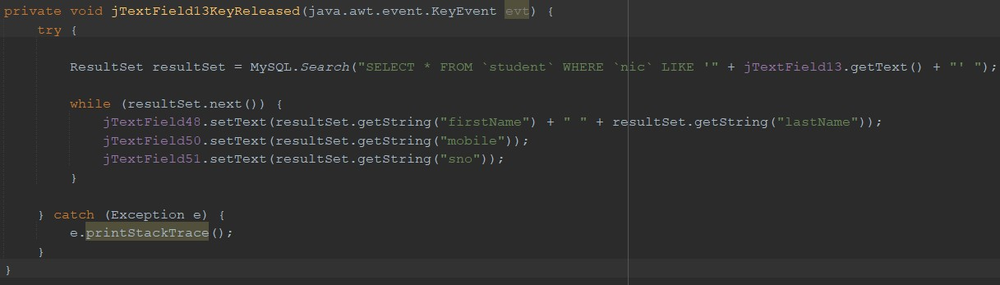 private void jTextField13KeyReleased(java.awt.event.KeyEvent evt) {
    try {
        ResultSet resultSet = MySQL.Search("SELECT * FROM `student` WHERE `nic` LIKE '" + jTextField13.getText() + "' ");
        while (resultSet.next()) {
            jTextField48.setText(resultSet.getString("firstName") + " " + resultSet.getString("lastName"));
            jTextField50.setText(resultSet.getString("mobile"));
            jTextField51.setText(resultSet.getString("sno"));
        }
    } catch (Exception e) {
        e.printStackTrace();
    }
}